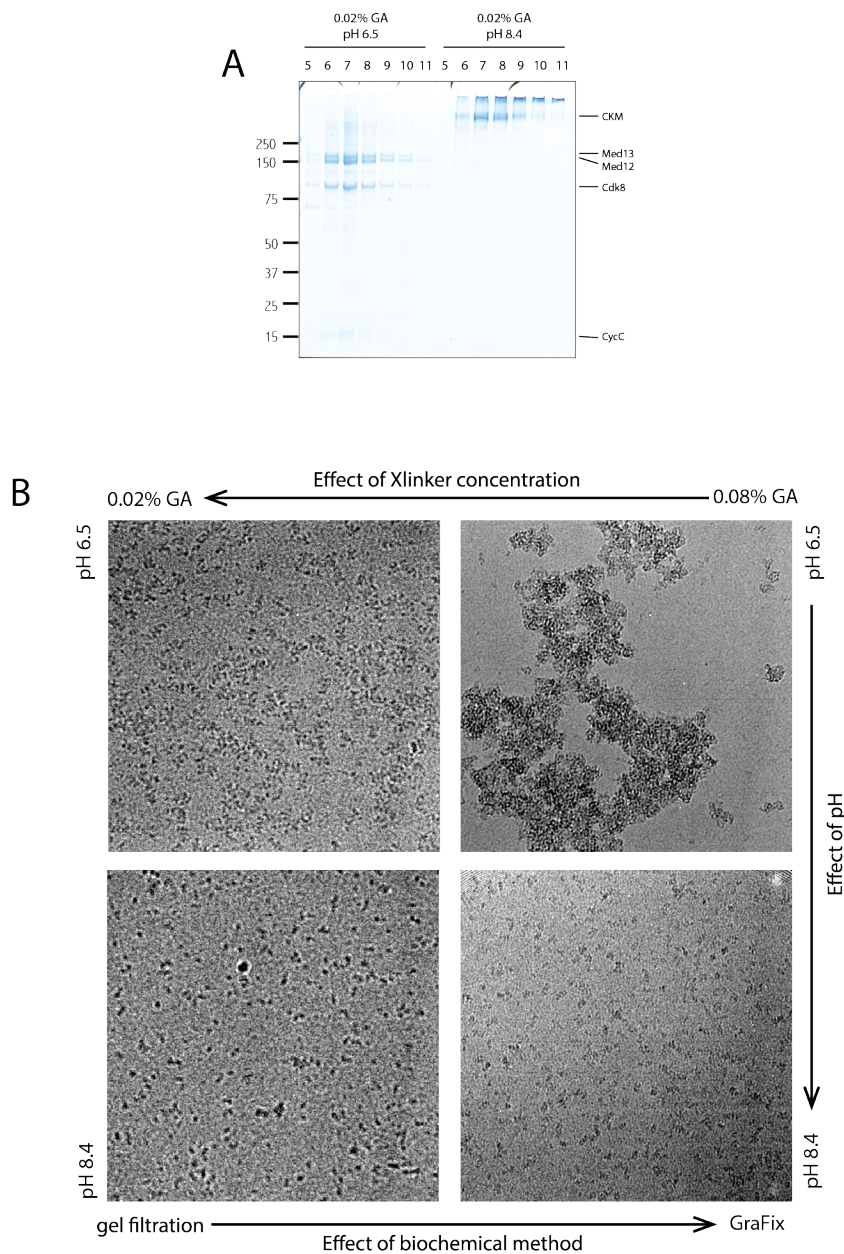 0.02% GA 0.02% GA
pH 6.5 pH 8.4
A
5 6 7 8 9 10 11 5 6 7 8 9 10 11
CKM
250
Med13
150
Med12
Cdk8
75
50
37
25
15
CycC
B
Effect of Xlinker concentration
0.02% GA 0.08% GA
pH 6.5
pH 6.5
Effect of pH
pH 8.4
pH 8.4
gel filtration GraFix
Effect of biochemical method